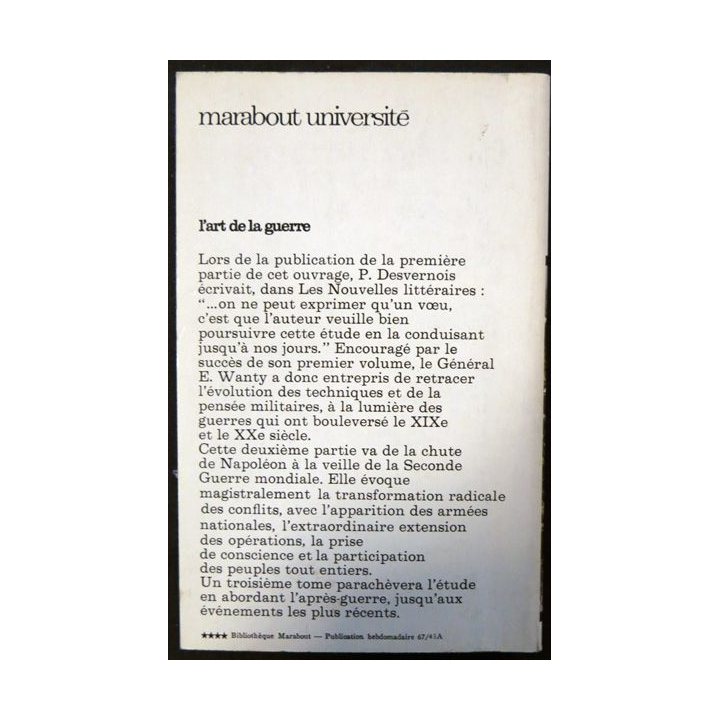 marabout université
l'art de la guerre
Lors de la publication de la première
partie de cet ouvrage, P. Desvernois
écrivait, dans Les Nouvelles littéraires :
"...on ne peut exprimer qu'un vœu,
c'est que l'auteur veuille bien
poursuivre cette étude en la conduisant
jusqu'à nos jours." Encouragé par le
succès de son premier volume, le Général
E. Wanty a donc entrepris de retracer
l'évolution des techniques et de la
pensée militaires, à la lumière des
guerres qui ont bouleversé le XIXe
et le XXe siècle.
Cette deuxième partie va de la chute
de Napoléon à la veille de la Seconde
Guerre mondiale. Elle évoque
magistralement la transformation radicale
des conflits, avec l'apparition des armées
nationales, l'extraordinaire extension
des opérations, la prise
de conscience et la participation
des peuples tout entiers.
Un troisième tome parachèvera l'étude
en abordant l'après-guerre, jusqu'aux
événements les plus récents.
★★★★ Bibliothèque Marabout — Publication hebdomadaire